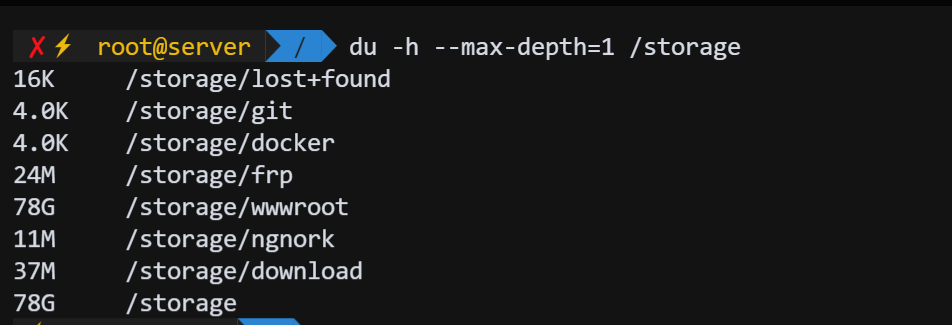 ✗⚡ root@server / du -h --max-depth=1 /storage
16K /storage/lost+found
4.0K /storage/git
4.0K /storage/docker
24M /storage/frp
78G /storage/wwwroot
11M /storage/ngnork
37M /storage/download
78G /storage